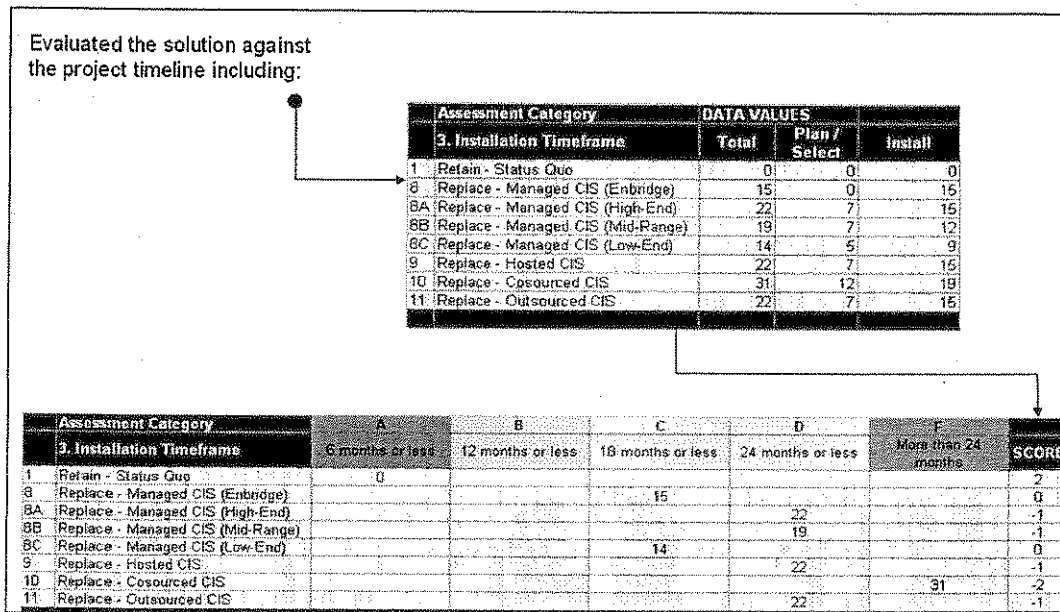 Evaluated the solution against
the project timeline including:
Assessment Category DATA VALUES
3. Installation Timeframe Total Plan / Select Install
1 Retain - Status Quo 0 0 0
8 Replace - Managed CIS (Enbridge) 15 0 15
8A Replace - Managed CIS (High-End) 22 7 15
8B Replace - Managed CIS (Mid-Range) 19 7 12
8C Replace - Managed CIS (Low-End) 14 5 9
9 Replace - Hosted CIS 22 7 15
10 Replace - Cosourced CIS 31 12 19
11 Replace - Outsourced CIS 22 7 15
Assessment Category A B C D F
3. Installation Timeframe 6 months or less 12 months or less 18 months or less 24 months or less More than 24 months SCORE
1 Retain - Status Quo 0 2
8 Replace - Managed CIS (Enbridge) 15 0
8A Replace - Managed CIS (High-End) 22 -1
8B Replace - Managed CIS (Mid-Range) 19 -1
8C Replace - Managed CIS (Low-End) 14 0
9 Replace - Hosted CIS 22 -1
10 Replace - Cosourced CIS 31 -2
11 Replace - Outsourced CIS 22 -1